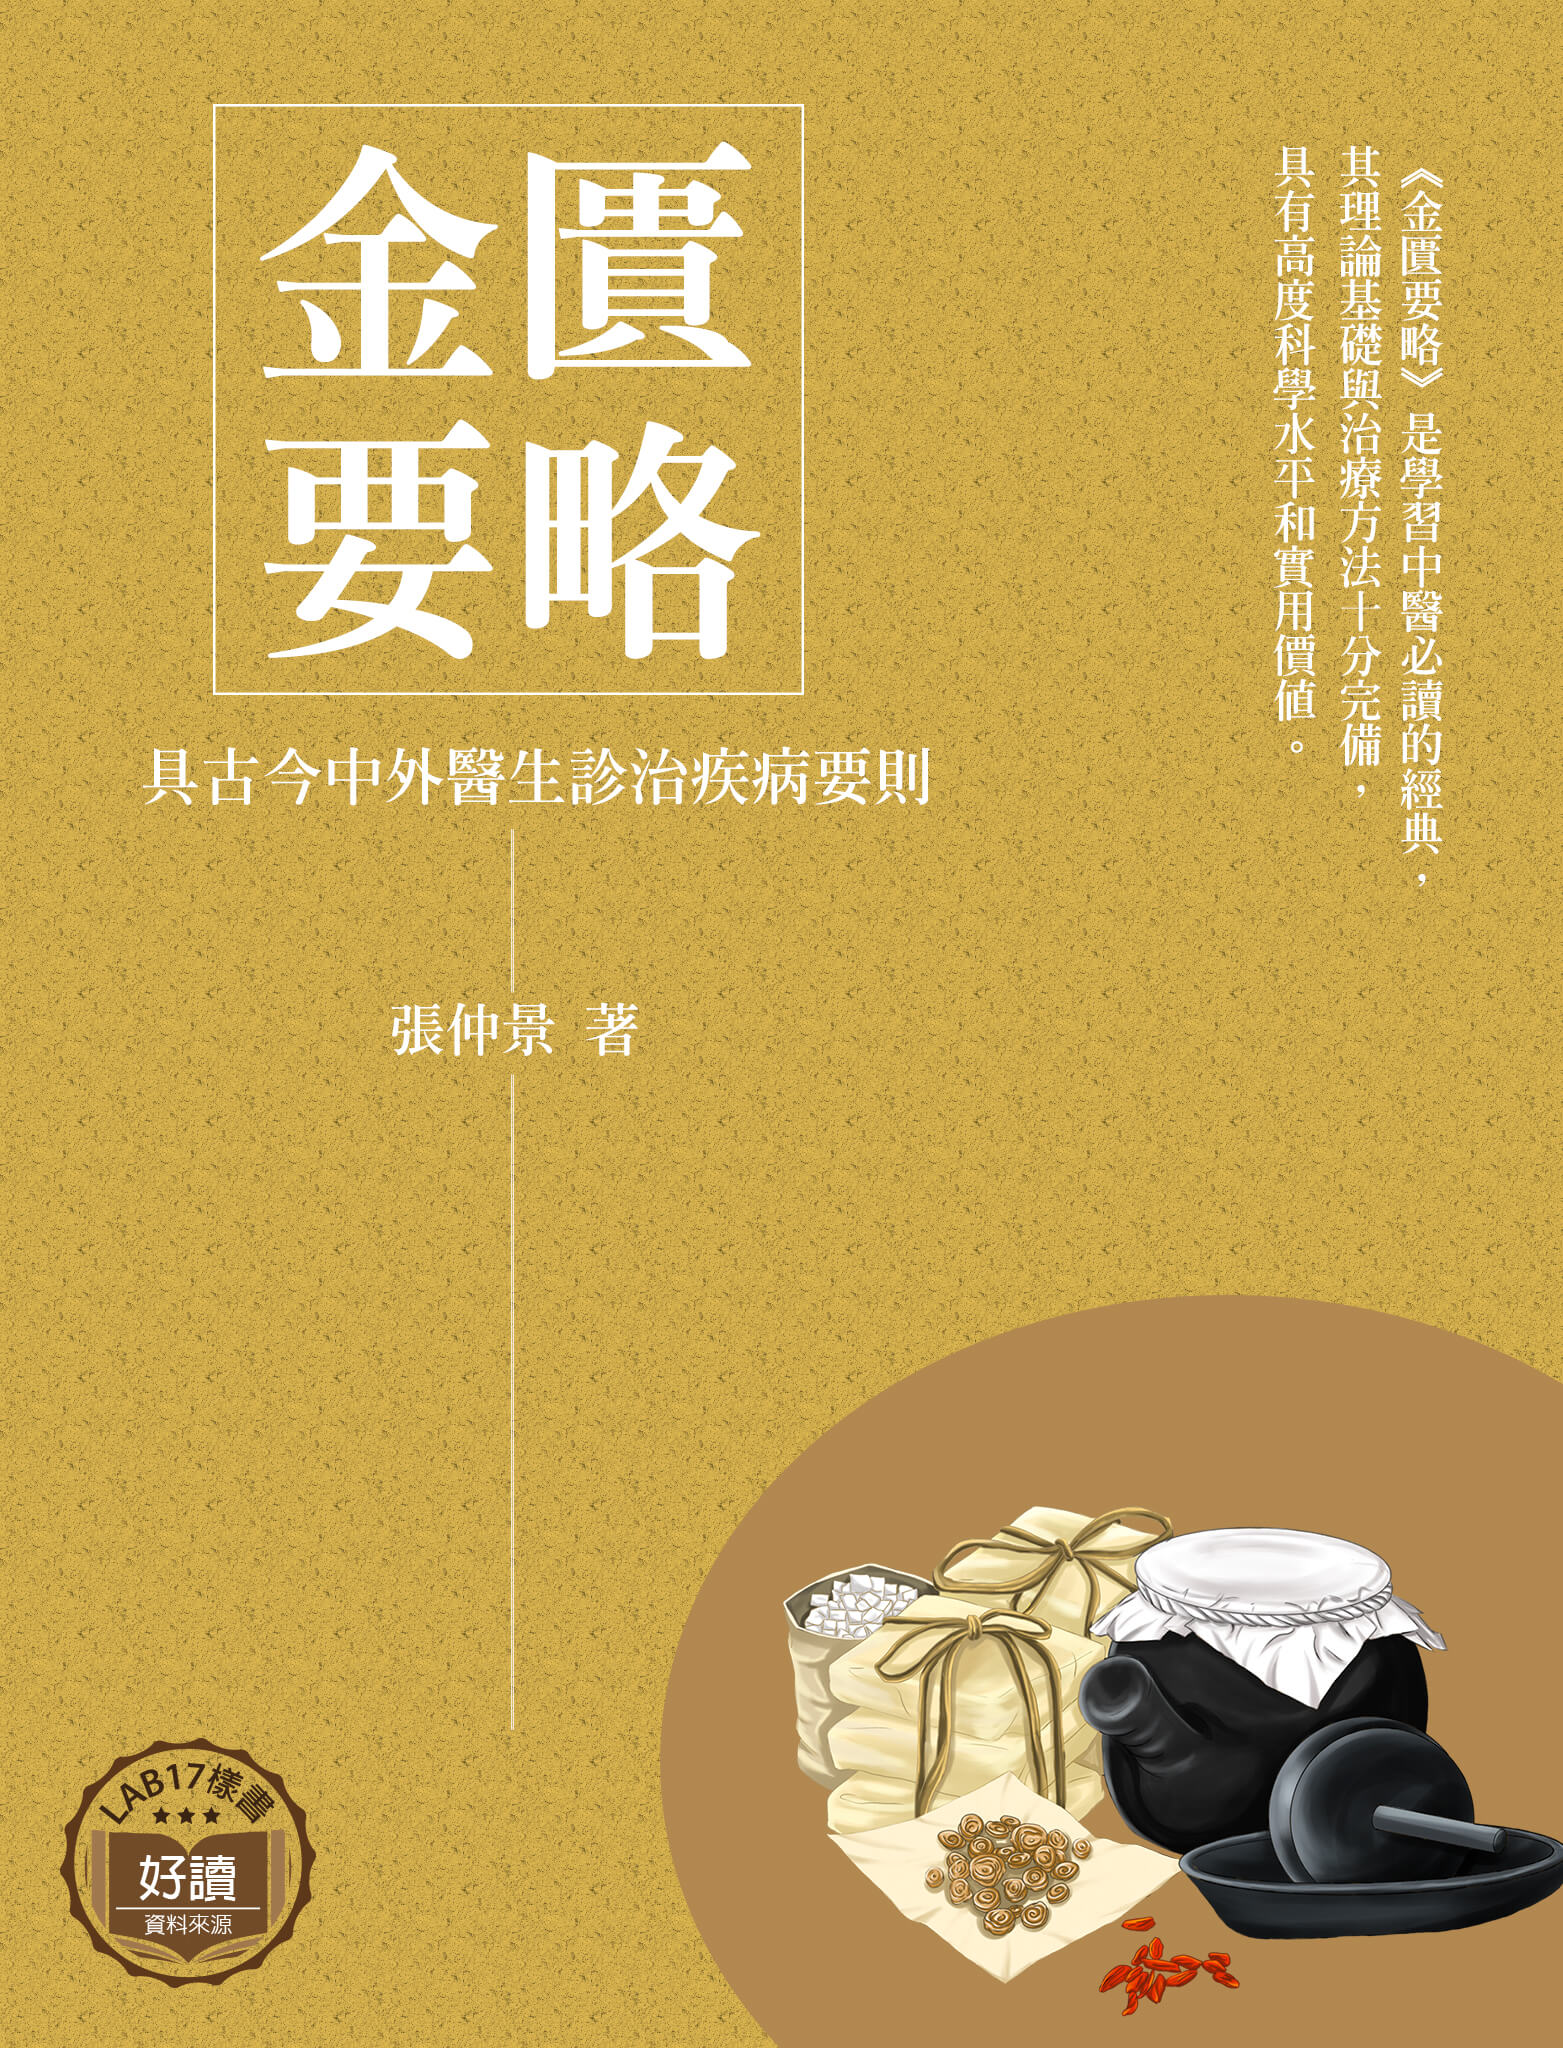 金匱
要略
具古今中外醫生診治疾病要則
張仲景 著
《金匱要略》是學習中醫必讀的經典，
其理論基礎與治療方法十分完備，
具有高度科學水平和實用價值。
LAB17樣書
好讀
資料來源